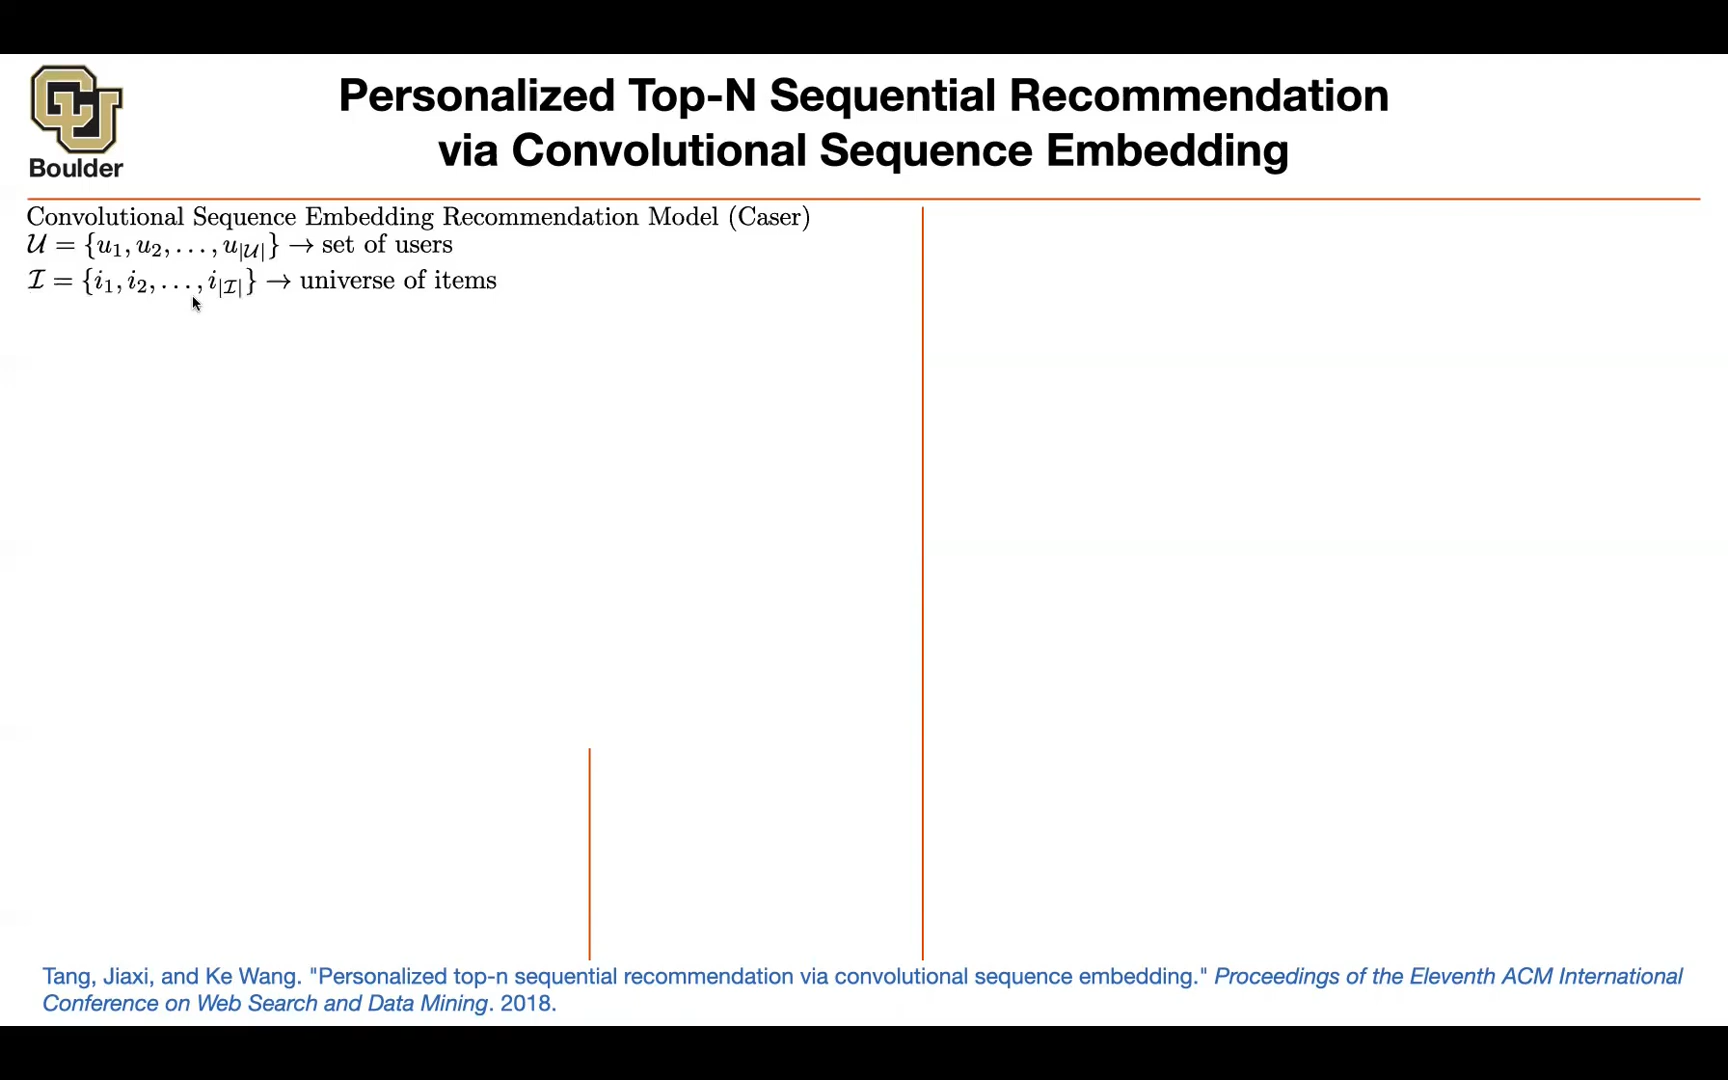 Personalized Top-N Sequential Recommendation
via Convolutional Sequence Embedding
CU
Boulder
Convolutional Sequence Embedding Recommendation Model (Caser)
𝒰 = {u₁, u₂, . . . , u_|𝒰|} → set of users
ℐ = {i₁, i₂, . . . , i_|ℐ|} → universe of items
Tang, Jiaxi, and Ke Wang. "Personalized top-n sequential recommendation via convolutional sequence embedding." Proceedings of the Eleventh ACM International
Conference on Web Search and Data Mining. 2018.